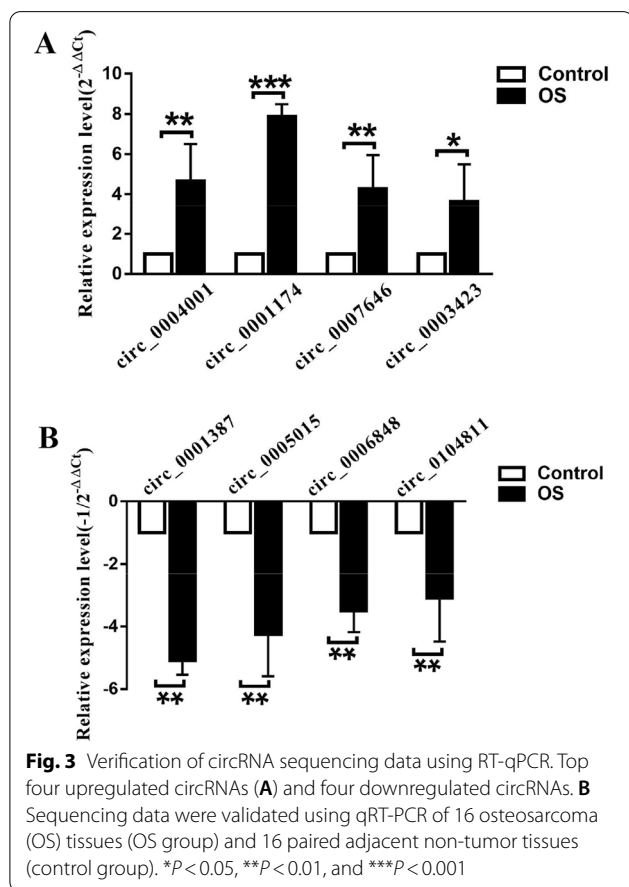 A
Relative expression level(2^-ΔΔCt)
10
8
6
4
2
0
**
***
**
*
Control
OS
circ_0004001
circ_0001174
circ_0007646
circ_0003423
B
Relative expression level(-1/2^-ΔΔCt)
circ_0001387
circ_0005015
circ_0006848
circ_0104811
Control
OS
0
-2
-4
-6
**
**
**
**
Fig. 3 Verification of circRNA sequencing data using RT-qPCR. Top
four upregulated circRNAs (A) and four downregulated circRNAs. B
Sequencing data were validated using qRT-PCR of 16 osteosarcoma
(OS) tissues (OS group) and 16 paired adjacent non-tumor tissues
(control group). *P < 0.05, **P < 0.01, and ***P < 0.001